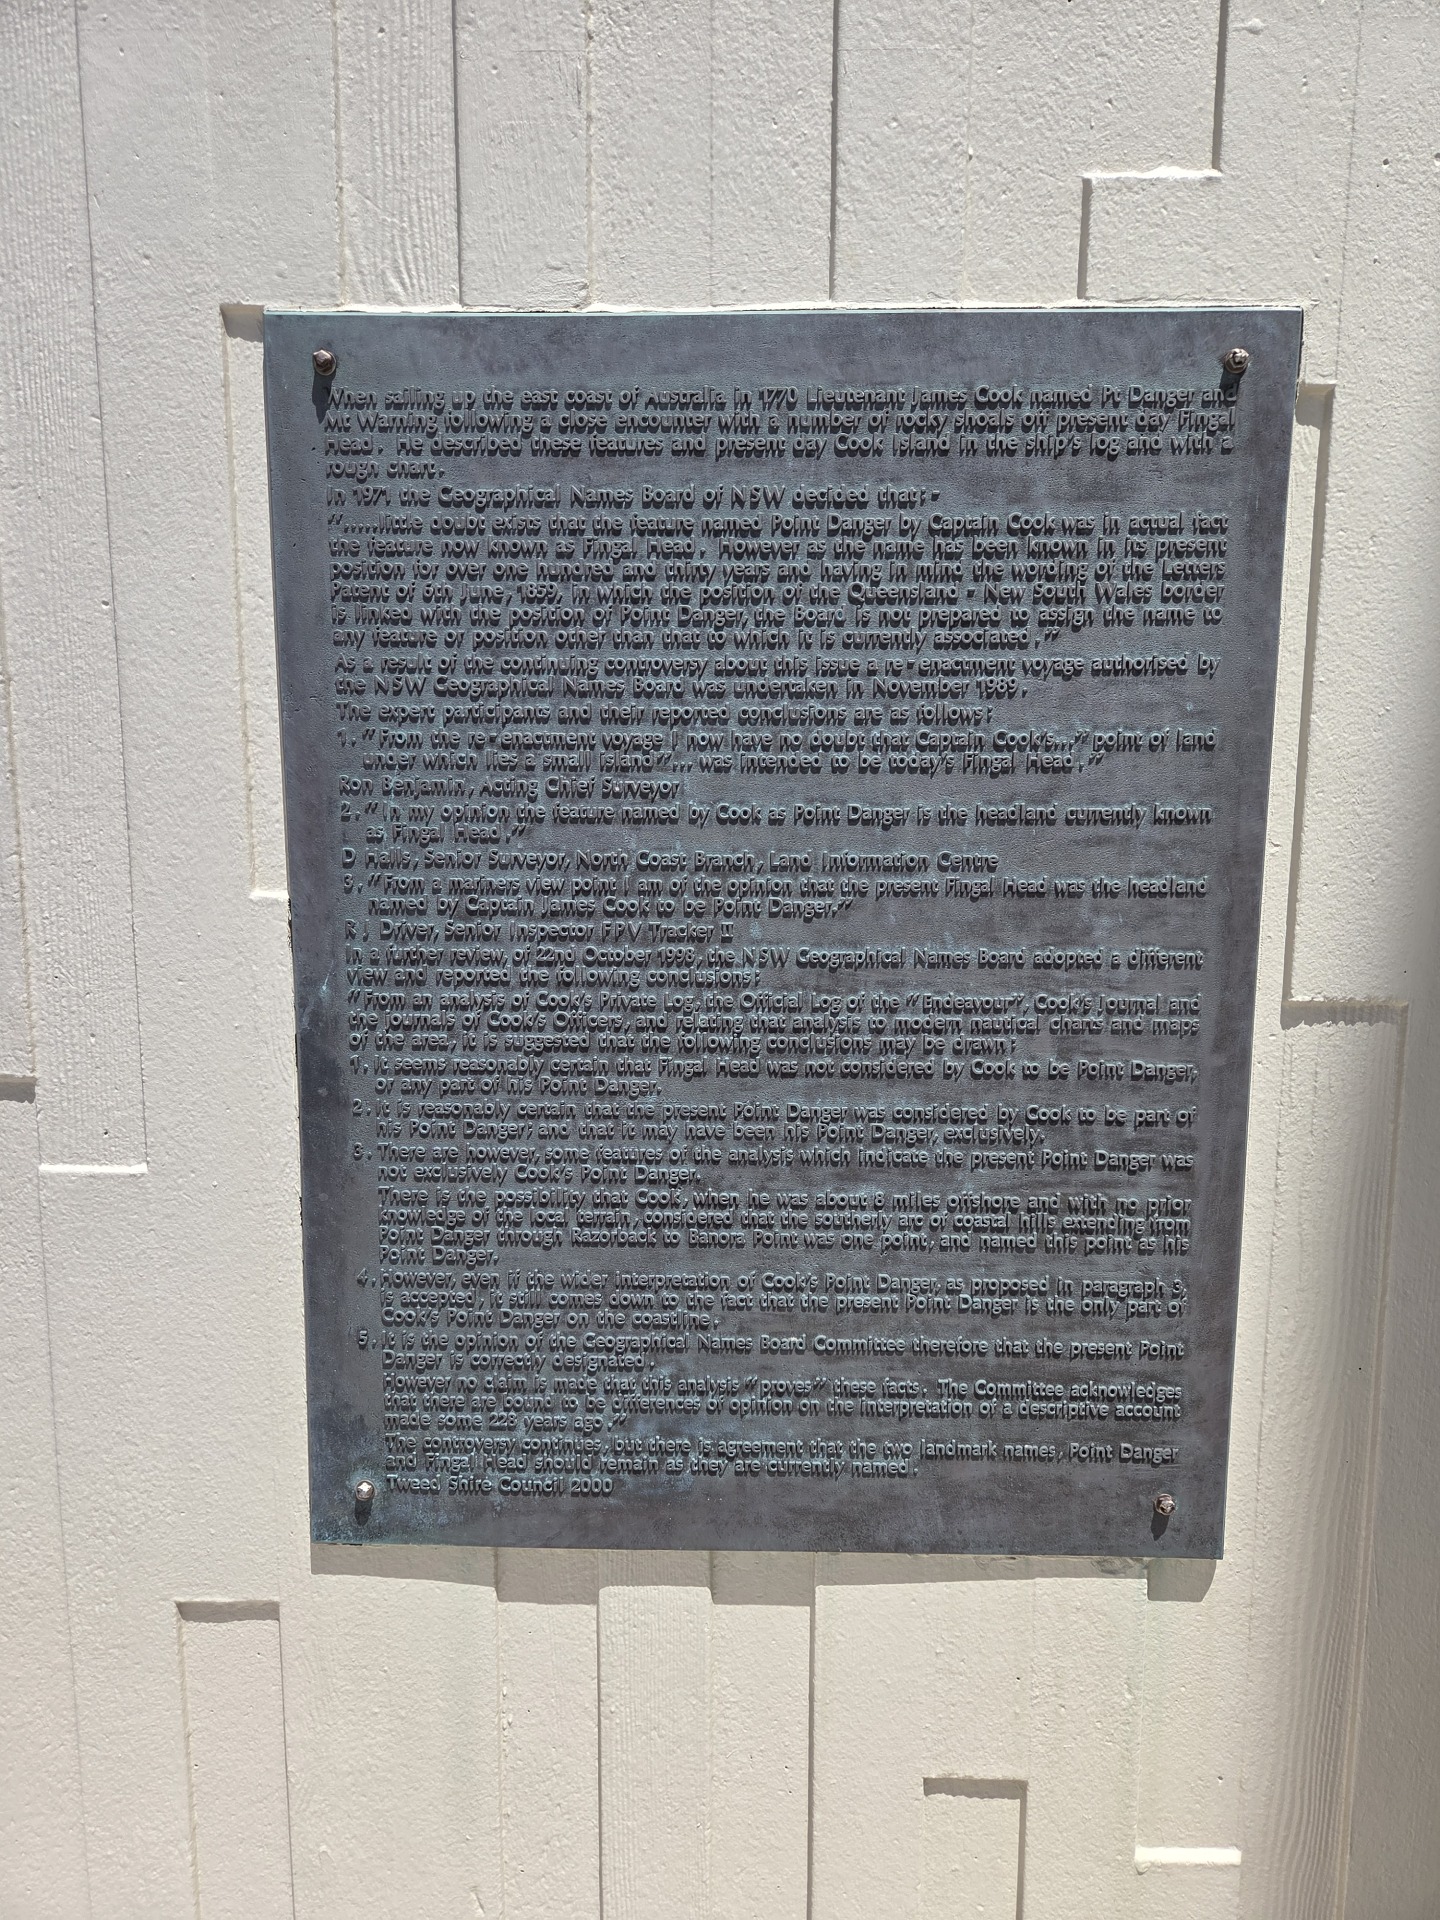 When sailing up the east coast of Australia in 1770 Lieutenant James Cook named Pt Danger and
Mt Warning following a close encounter with a number of rocky shoals off present day Fingal
Head. He described these features and present day Cook Island in the ship's log and with a
rough chart.
In 1971 the Geographical Names Board of NSW decided that:-
".....little doubt exists that the feature named Point Danger by Captain Cook was in actual fact
the feature now known as Fingal Head. However as the name has been known in its present
position for over one hundred and thirty years and having in mind the wording of the Letters
Patent of 6th June, 1859, in which the position of the Queensland - New South Wales border
is linked with the position of Point Danger, the Board is not prepared to assign the name to
any feature or position other than that to which it is currently associated."
As a result of the continuing controversy about this issue a re-enactment voyage authorised by
the NSW Geographical Names Board was undertaken in November 1989.
The expert participants and their reported conclusions are as follows:
1. "From the re-enactment voyage I now have no doubt that Captain Cook's..." point of land
under which lies a small island"... was intended to be today's Fingal Head."
Ron Benjamin, Acting Chief Surveyor
2. "In my opinion the feature named by Cook as Point Danger is the headland currently known
as Fingal Head."
D Halls, Senior Surveyor, North Coast Branch, Land Information Centre
3. "From a mariners view point I am of the opinion that the present Fingal Head was the headland
named by Captain James Cook to be Point Danger."
R J Driver, Senior Inspector FPV Tracker II
In a further review, of 22nd October 1998, the NSW Geographical Names Board adopted a different
view and reported the following conclusions:
"From an analysis of Cook's Private Log, the Official Log of the "Endeavour", Cook's Journal and
the Journals of Cook's Officers, and relating that analysis to modern nautical charts and maps
of the area, it is suggested that the following conclusions may be drawn:
1. It seems reasonably certain that Fingal Head was not considered by Cook to be Point Danger,
or any part of his Point Danger.
2. It is reasonably certain that the present Point Danger was considered by Cook to be part of
his Point Danger; and that it may have been his Point Danger, exclusively.
3. There are however, some features of the analysis which indicate the present Point Danger was
not exclusively Cook's Point Danger.
There is the possibility that Cook, when he was about 8 miles offshore and with no prior
knowledge of the local terrain, considered that the southerly arc of coastal hills extending from
Point Danger through Razorback to Banora Point was one point, and named this point as his
Point Danger.
4. However, even if the wider interpretation of Cook's Point Danger, as proposed in paragraph 3,
is accepted, it still comes down to the fact that the present Point Danger is the only part of
Cook's Point Danger on the coastline.
5. It is the opinion of the Geographical Names Board Committee therefore that the present Point
Danger is correctly designated.
However no claim is made that this analysis "proves" these facts. The Committee acknowledges
that there are bound to be differences of opinion on the interpretation of a descriptive account
made some 228 years ago."
The controversy continues, but there is agreement that the two landmark names, Point Danger
and Fingal Head should remain as they are currently named.
Tweed Shire Council 2000